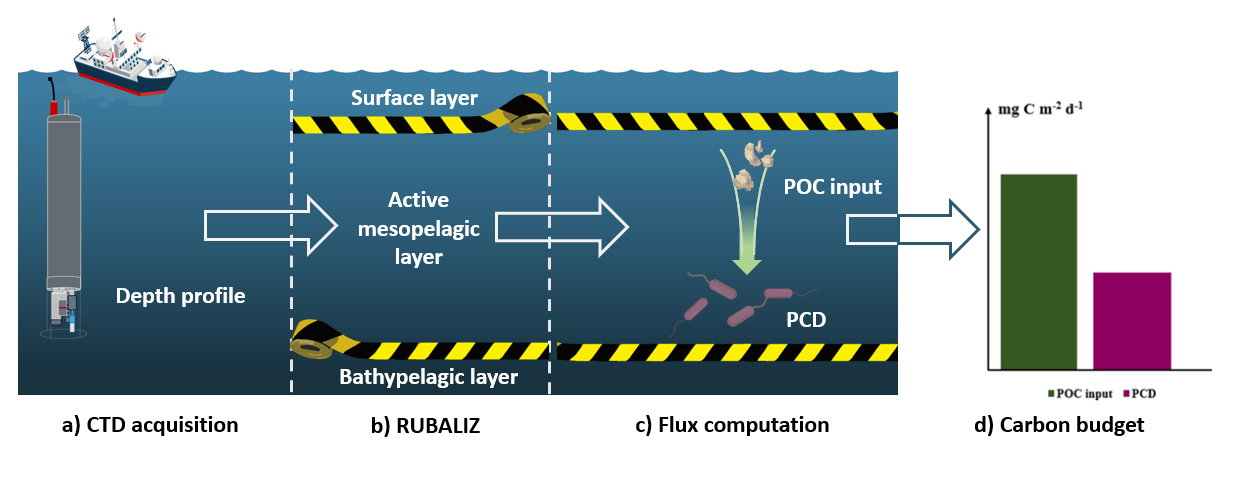 Surface layer
Active
mesopelagic
layer
Depth profile
Bathypelagic layer
POC input
PCD
mg C m⁻² d⁻¹
POC input PCD
a) CTD acquisition
b) RUBALIZ
c) Flux computation
d) Carbon budget